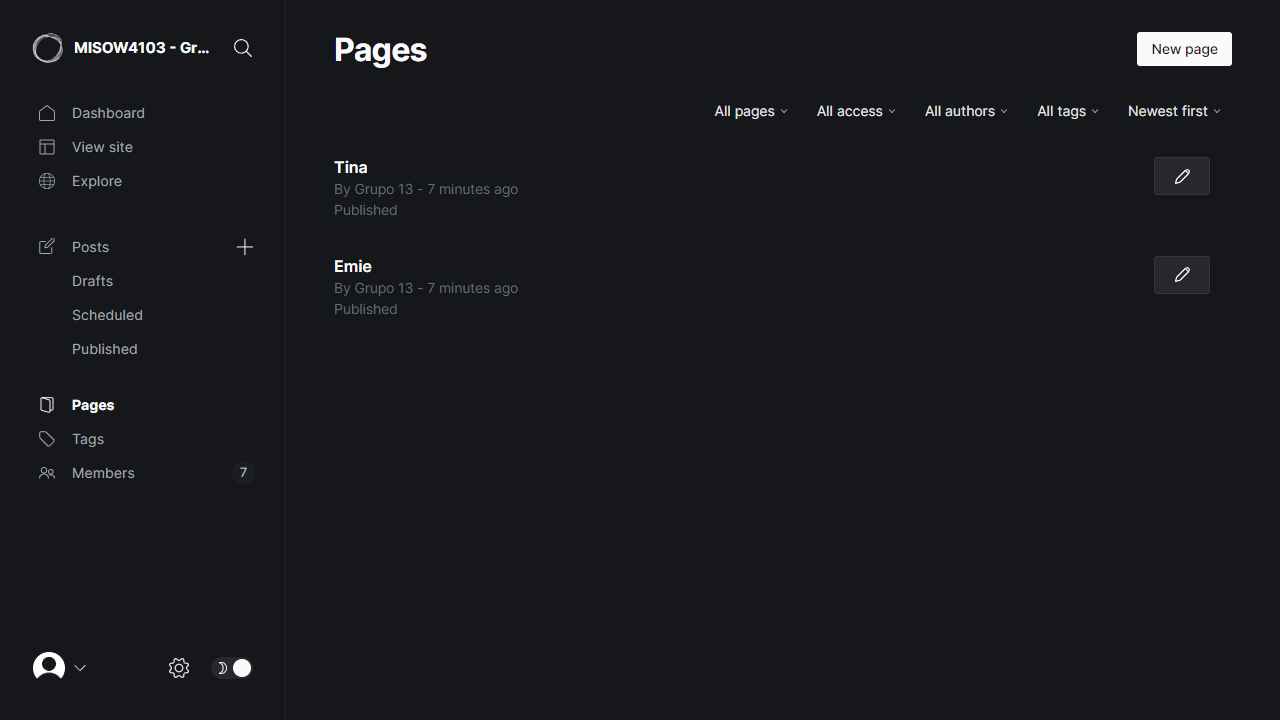 MISOW4103 - Gr...
Dashboard
View site
Explore
Posts
Drafts
Scheduled
Published
Pages
Tags
Members 7
Pages
New page
All pages All access All authors All tags Newest first
Tina
By Grupo 13 - 7 minutes ago
Published
Emie
By Grupo 13 - 7 minutes ago
Published